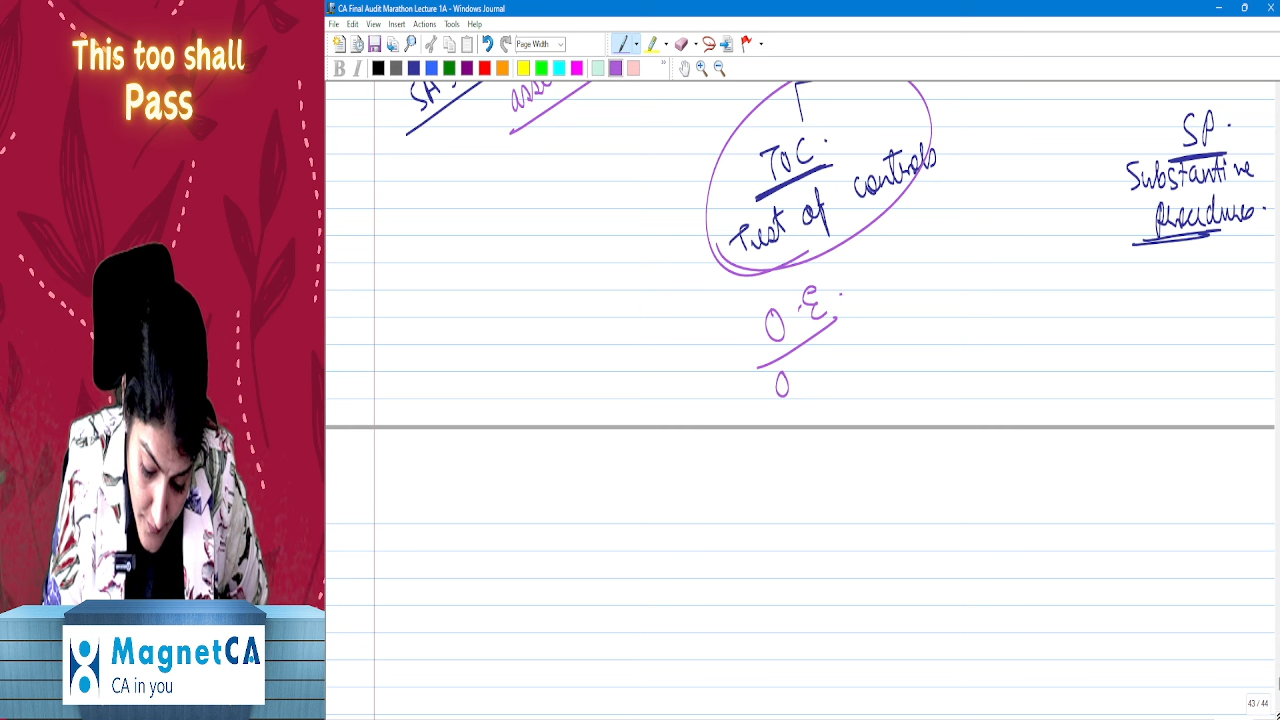 This too shall
Pass
MagnetCA
CA in you
CA Final Audit Marathon Lecture 1A - Windows Journal
File Edit View Insert Actions Tools Help
Page Width
B I
TOC.
Test of controls
O.E.
O
SP.
Substantive
procedures.
43 / 44